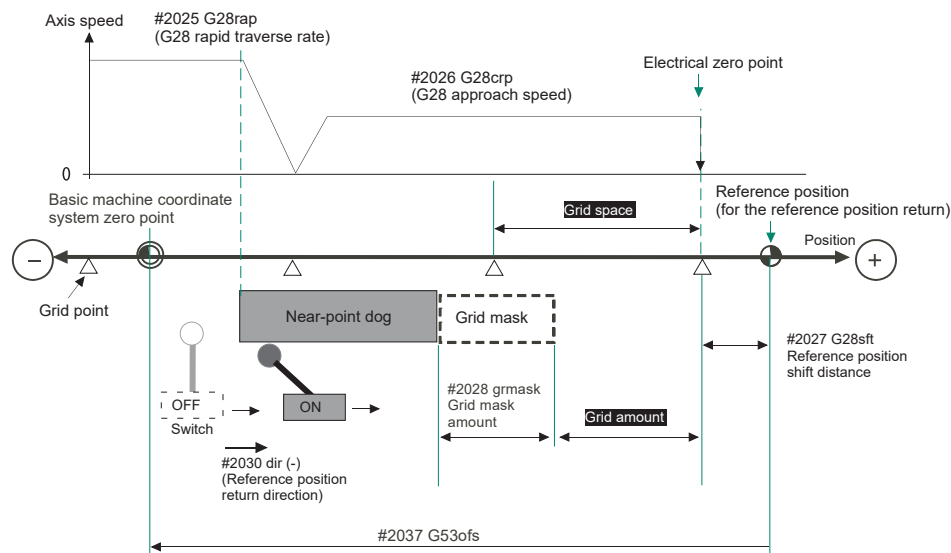 Axis speed
#2025 G28rap
(G28 rapid traverse rate)
Electrical zero point
#2026 G28crp
(G28 approach speed)
0
Basic machine coordinate
system zero point
Reference position
(for the reference position return)
Grid space
Position
−
+
Grid point
Near-point dog
Grid mask
#2027 G28sft
Reference position
shift distance
OFF
ON
Switch
#2028 grmask
Grid mask
amount
Grid amount
#2030 dir (-)
(Reference position
return direction)
#2037 G53ofs